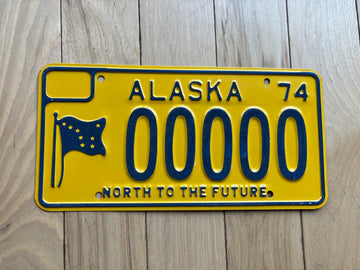 ALASKA 74
00000
NORTH TO THE FUTURE